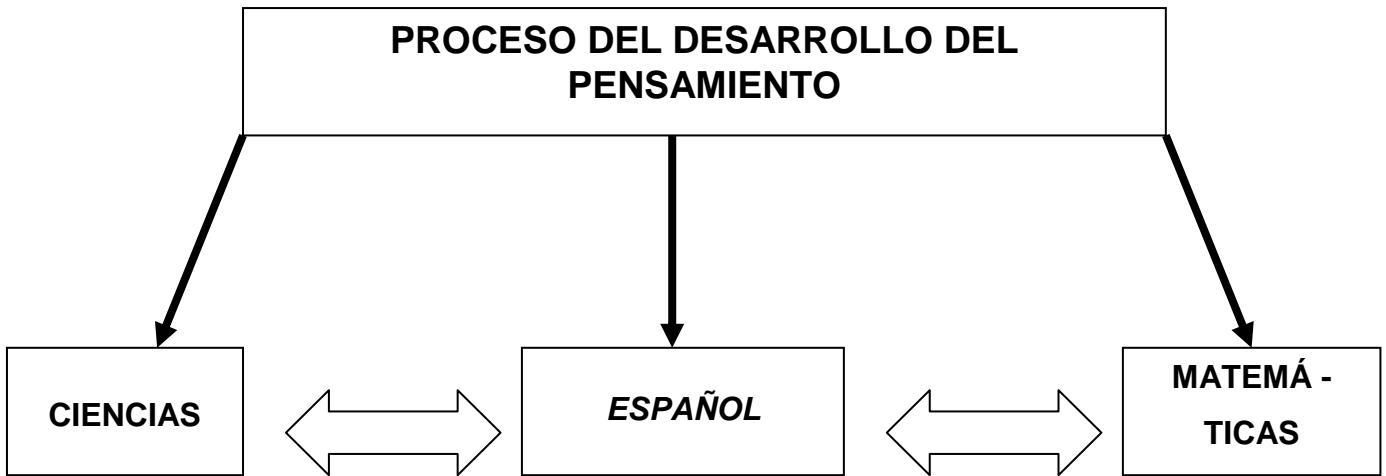 PROCESO DEL DESARROLLO DEL
PENSAMIENTO
CIENCIAS
ESPAÑOL
MATEMÁ -
TICAS